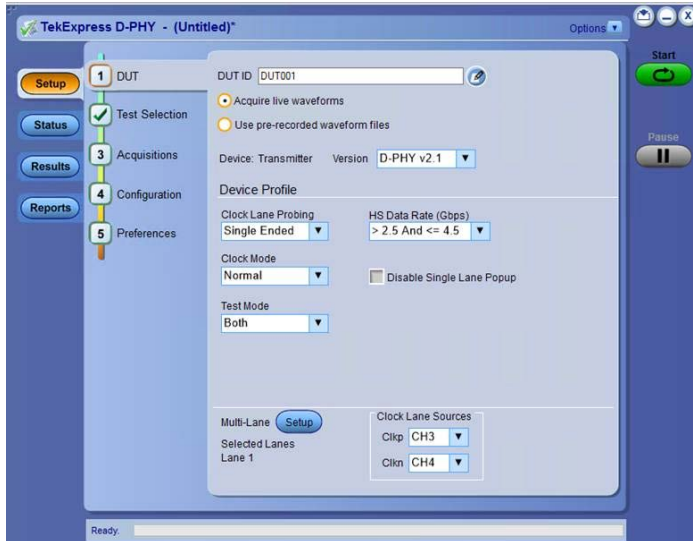 TekExpress D-PHY - (Untitled)*
Options
Start
Pause
Setup
Status
Results
Reports
1 DUT
Test Selection
3 Acquisitions
4 Configuration
5 Preferences
DUT ID DUT001
Acquire live waveforms
Use pre-recorded waveform files
Device: Transmitter Version D-PHY v2.1
Device Profile
Clock Lane Probing HS Data Rate (Gbps)
Single Ended > 2.5 And <= 4.5
Clock Mode
Normal Disable Single Lane Popup
Test Mode
Both
Multi-Lane Setup
Selected Lanes
Lane 1
Clock Lane Sources
Clkp CH3
Clkn CH4
Ready.